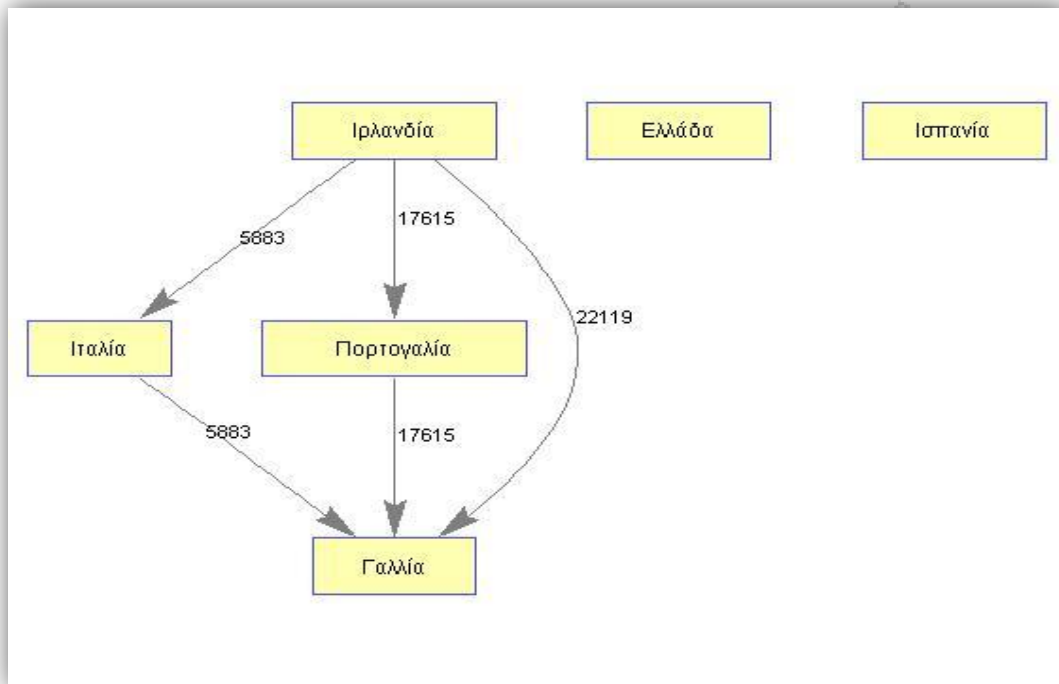 Ιρλανδία
Ελλάδα
Ισπανία
5883
17615
22119
Ιταλία
Πορτογαλία
5883
17615
Γαλλία